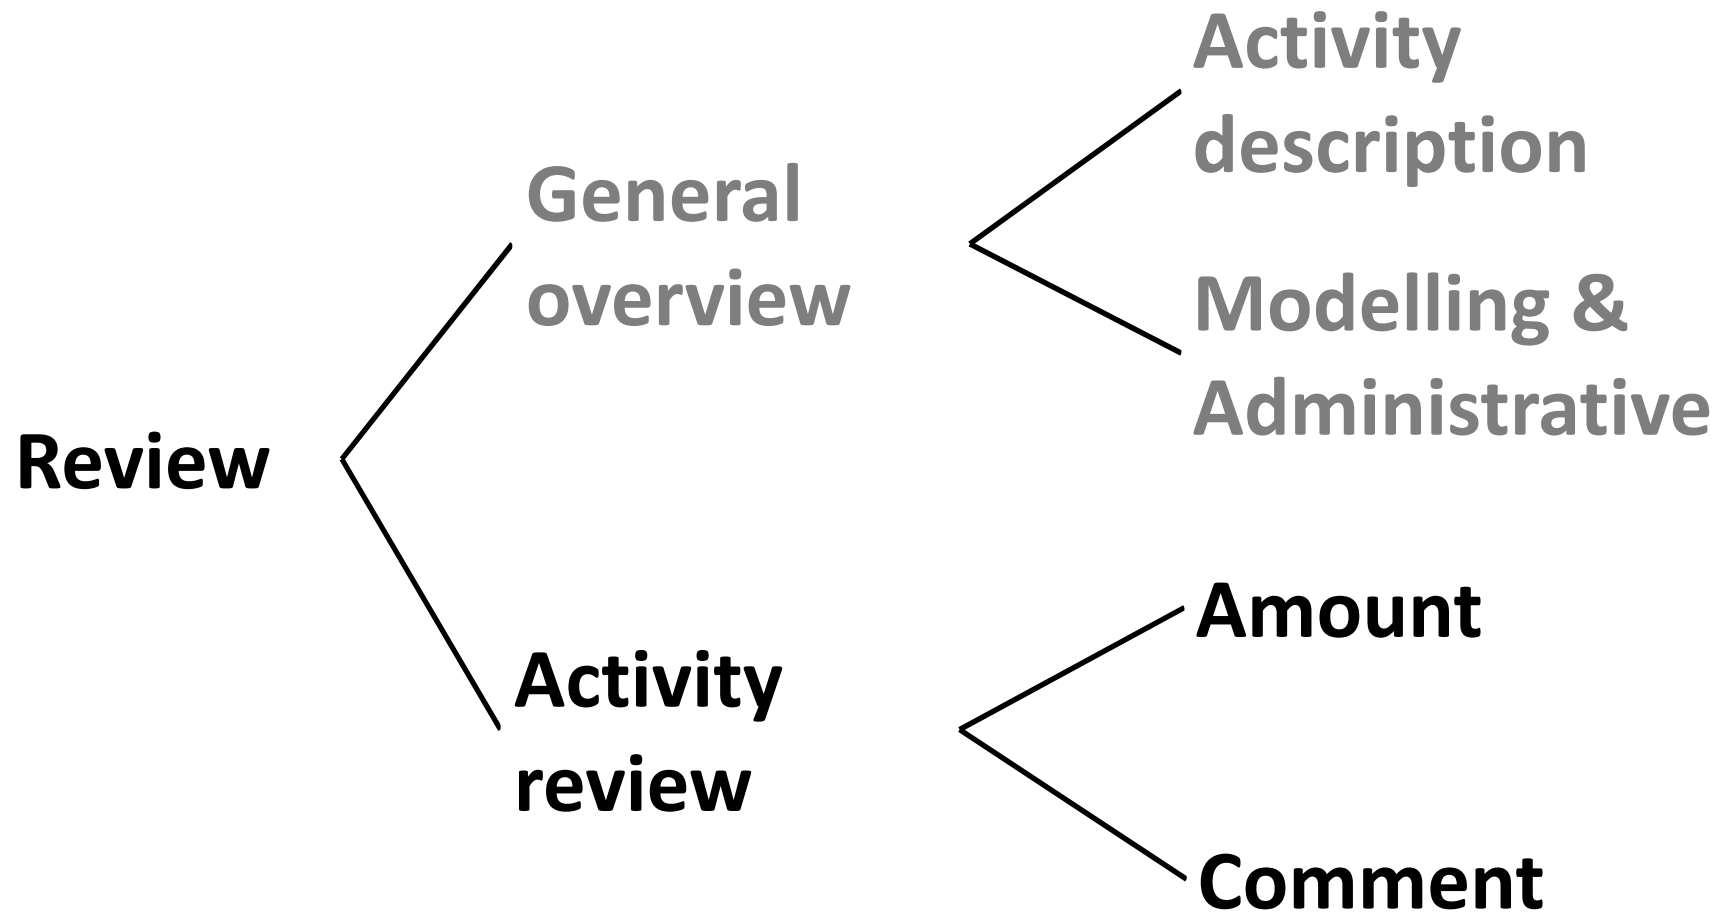 Activity
description
General
overview
Modelling &
Administrative
Review
Amount
Activity
review
Comment